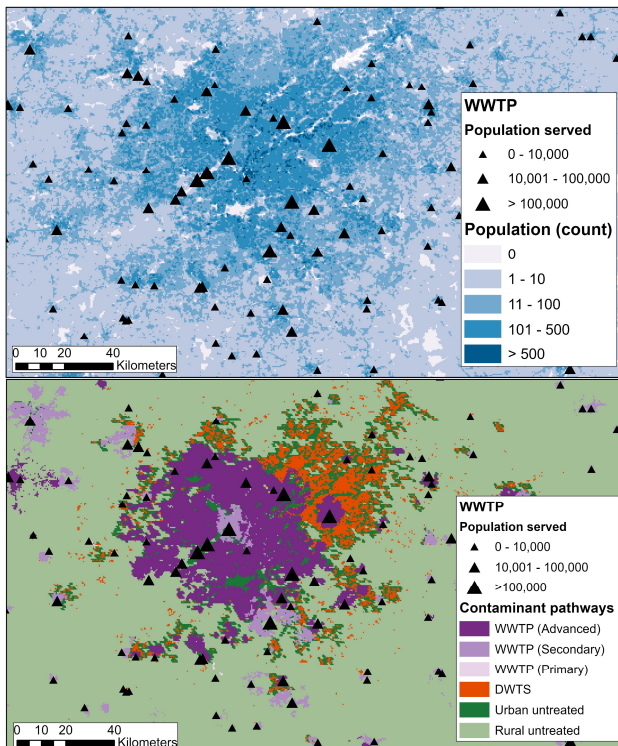 WWTP
Population served
0 - 10,000
10,001 - 100,000
> 100,000
Population (count)
0
1 - 10
11 - 100
101 - 500
> 500
0 10 20 40
Kilometers
WWTP
Population served
0 - 10,000
10,001 - 100,000
>100,000
Contaminant pathways
WWTP (Advanced)
WWTP (Secondary)
WWTP (Primary)
DWTS
Urban untreated
Rural untreated
0 10 20 40
Kilometers